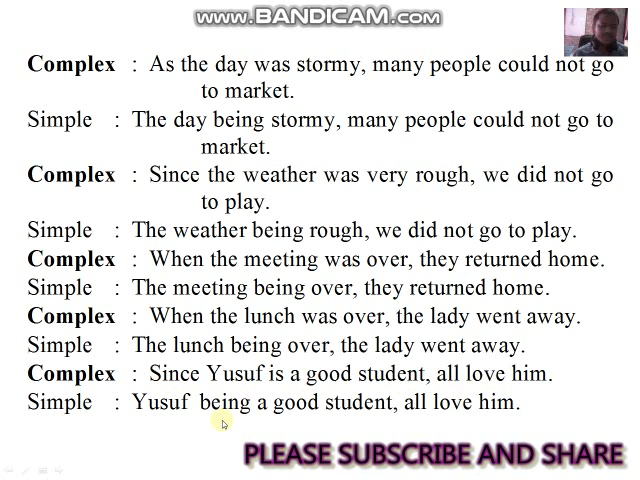 www.BANDICAM.com
Complex : As the day was stormy, many people could not go
to market.
Simple : The day being stormy, many people could not go to
market.
Complex : Since the weather was very rough, we did not go
to play.
Simple : The weather being rough, we did not go to play.
Complex : When the meeting was over, they returned home.
Simple : The meeting being over, they returned home.
Complex : When the lunch was over, the lady went away.
Simple : The lunch being over, the lady went away.
Complex : Since Yusuf is a good student, all love him.
Simple : Yusuf being a good student, all love him.
PLEASE SUBSCRIBE AND SHARE